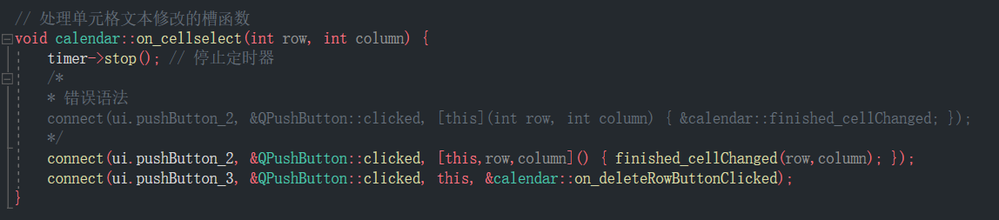 // 处理单元格文本修改的槽函数
void calendar::on_cellselect(int row, int column) {
timer->stop(); // 停止定时器
/*
* 错误语法
connect(ui.pushButton_2, &QPushButton::clicked, [this](int row, int column) { &calendar::finished_cellChanged; });
*/
connect(ui.pushButton_2, &QPushButton::clicked, [this,row,column]() { finished_cellChanged(row,column); });
connect(ui.pushButton_3, &QPushButton::clicked, this, &calendar::on_deleteRowButtonClicked);
}